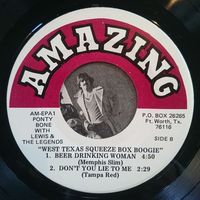 AMAZING
AM-EPA1
PONTY
BONE WITH
LEWIS &
THE LEGENDS
P.O. BOX 26265
Ft. Worth, Tx.
76116
SIDE B
"WEST TEXAS SQUEEZE BOX BOOGIE"
1. BEER DRINKING WOMAN 4:50
(Memphis Slim)
2. DON'T YOU LIE TO ME 2:29
(Tampa Red)